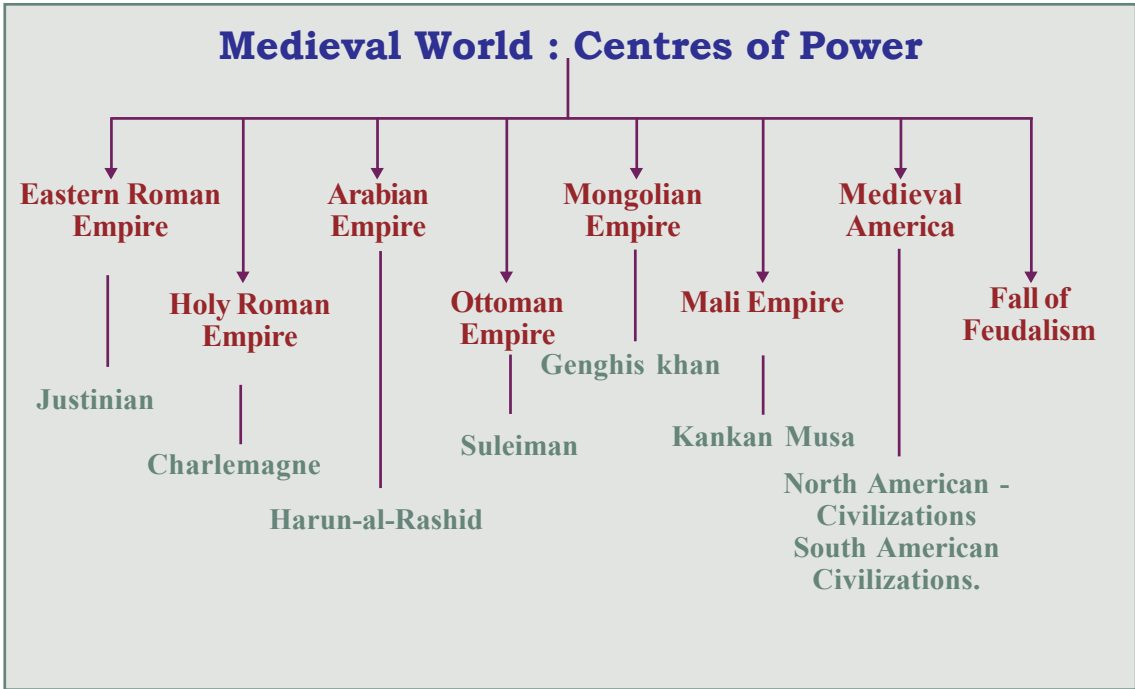 Medieval World : Centres of Power
Eastern Roman
Empire
Holy Roman
Empire
Arabian
Empire
Ottoman
Empire
Mongolian
Empire
Mali Empire
Medieval
America
Fall of
Feudalism
Justinian
Charlemagne
Harun-al-Rashid
Suleiman
Genghis khan
Kankan Musa
North American -
Civilizations
South American
Civilizations.